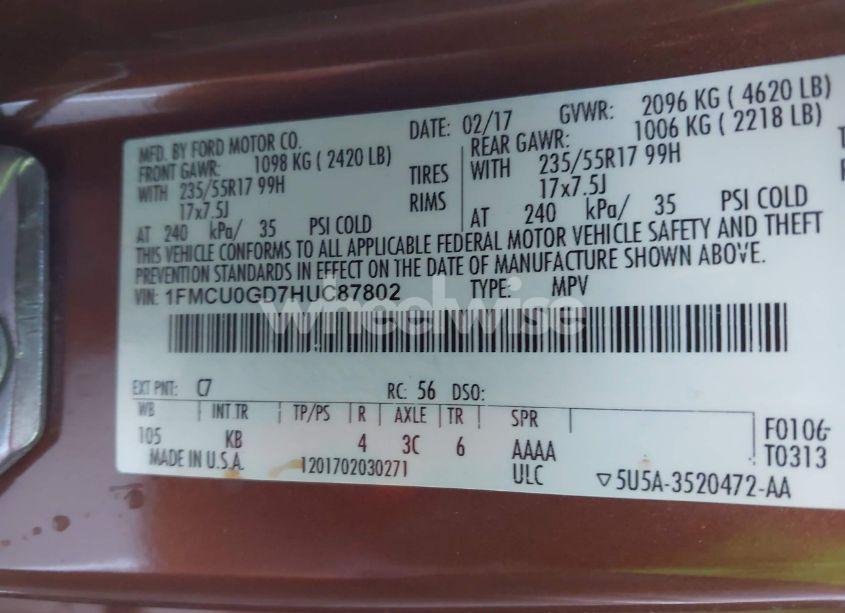 MFD. BY FORD MOTOR CO. DATE: 02/17 GVWR: 2096 KG ( 4620 LB)
FRONT GAWR: 1098 KG ( 2420 LB) REAR GAWR: 1006 KG ( 2218 LB)
WITH 235/55R17 99H TIRES WITH 235/55R17 99H
17x7.5J RIMS 17x7.5J
AT 240 kPa/ 35 PSI COLD AT 240 kPa/ 35 PSI COLD
THIS VEHICLE CONFORMS TO ALL APPLICABLE FEDERAL MOTOR VEHICLE SAFETY AND THEFT
PREVENTION STANDARDS IN EFFECT ON THE DATE OF MANUFACTURE SHOWN ABOVE.
VIN: 1FMCU0GD7HUC87802 TYPE: MPV
wheelwise
EXT PNT: C7 RC: 56 DSO:
WB INT TR TP/PS R AXLE TR SPR
105 KB 4 3C 6 AAAA F0106-
MADE IN U.S.A. 1201702030271 ULC T0313
5U5A-3520472-AA